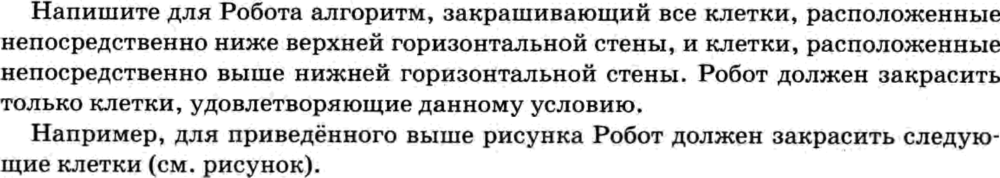 Напишите для Робота алгоритм, закрашивающий все клетки, расположенные
непосредственно ниже верхней горизонтальной стены, и клетки, расположенные
непосредственно выше нижней горизонтальной стены. Робот должен закрасить
только клетки, удовлетворяющие данному условию.
Например, для приведённого выше рисунка Робот должен закрасить следую-
щие клетки (см. рисунок).